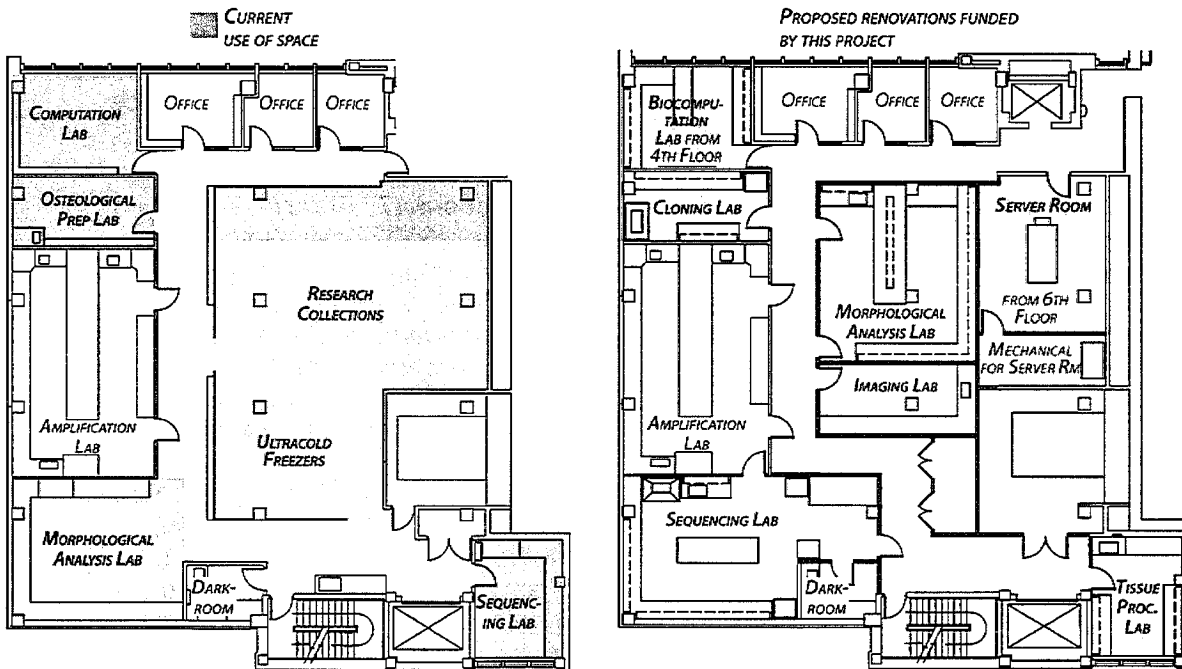 CURRENT
USE OF SPACE
COMPUTATION
LAB
OFFICE
OFFICE
OFFICE
OSTEOLOGICAL
PREP LAB
RESEARCH
COLLECTIONS
AMPLIFICATION
LAB
ULTRACOLD
FREEZERS
MORPHOLOGICAL
ANALYSIS LAB
DARK-
ROOM
SEQUENC-
ING LAB
PROPOSED RENOVATIONS FUNDED
BY THIS PROJECT
BIOCOMPU-
TATION
LAB FROM
4TH FLOOR
OFFICE
OFFICE
OFFICE
CLONING LAB
SERVER ROOM
FROM 6TH
FLOOR
MORPHOLOGICAL
ANALYSIS LAB
MECHANICAL
FOR SERVER RM
IMAGING LAB
AMPLIFICATION
LAB
SEQUENCING LAB
DARK-
ROOM
TISSUE
PROC.
LAB